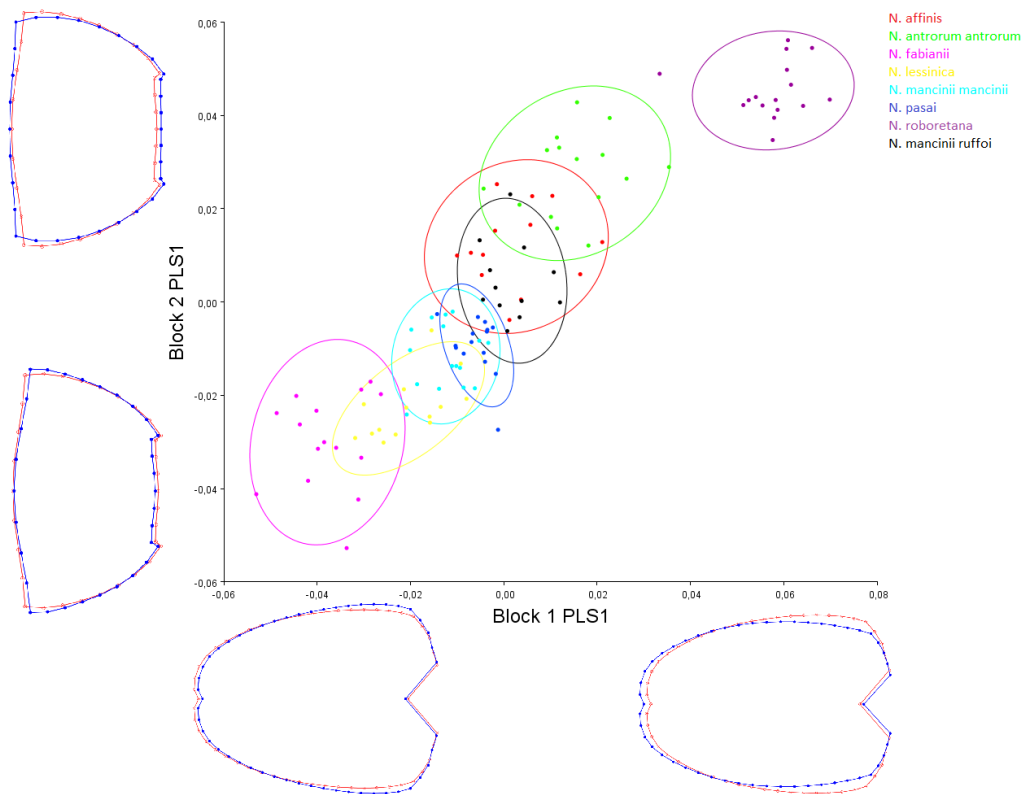 0,06
0,04
0,02
0,00
-0,02
-0,04
-0,06
Block 2 PLS1
-0,06
-0,04
-0,02
0,00
0,02
0,04
0,06
0,08
Block 1 PLS1
N. affinis
N. antrorum antrorum
N. fabianii
N. lessinica
N. mancinii mancinii
N. pasai
N. roboretana
N. mancinii ruffoi